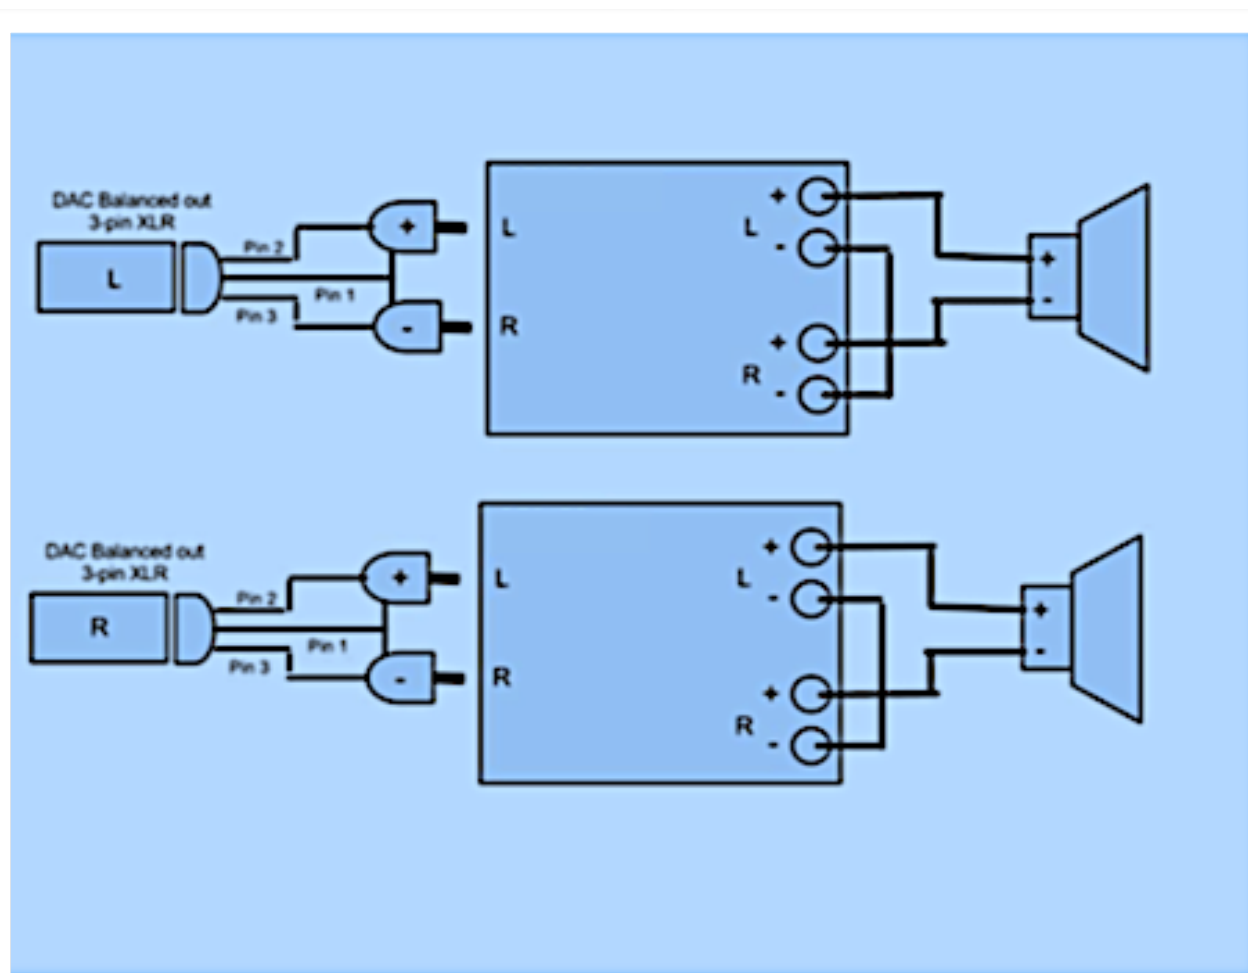 DAC Balanced out
3-pin XLR
L
Pin 2
Pin 1
Pin 3
+
-
L
R
+
L
-
+
R
-
+
-
DAC Balanced out
3-pin XLR
R
Pin 2
Pin 1
Pin 3
+
-
L
R
+
L
-
+
R
-
+
-